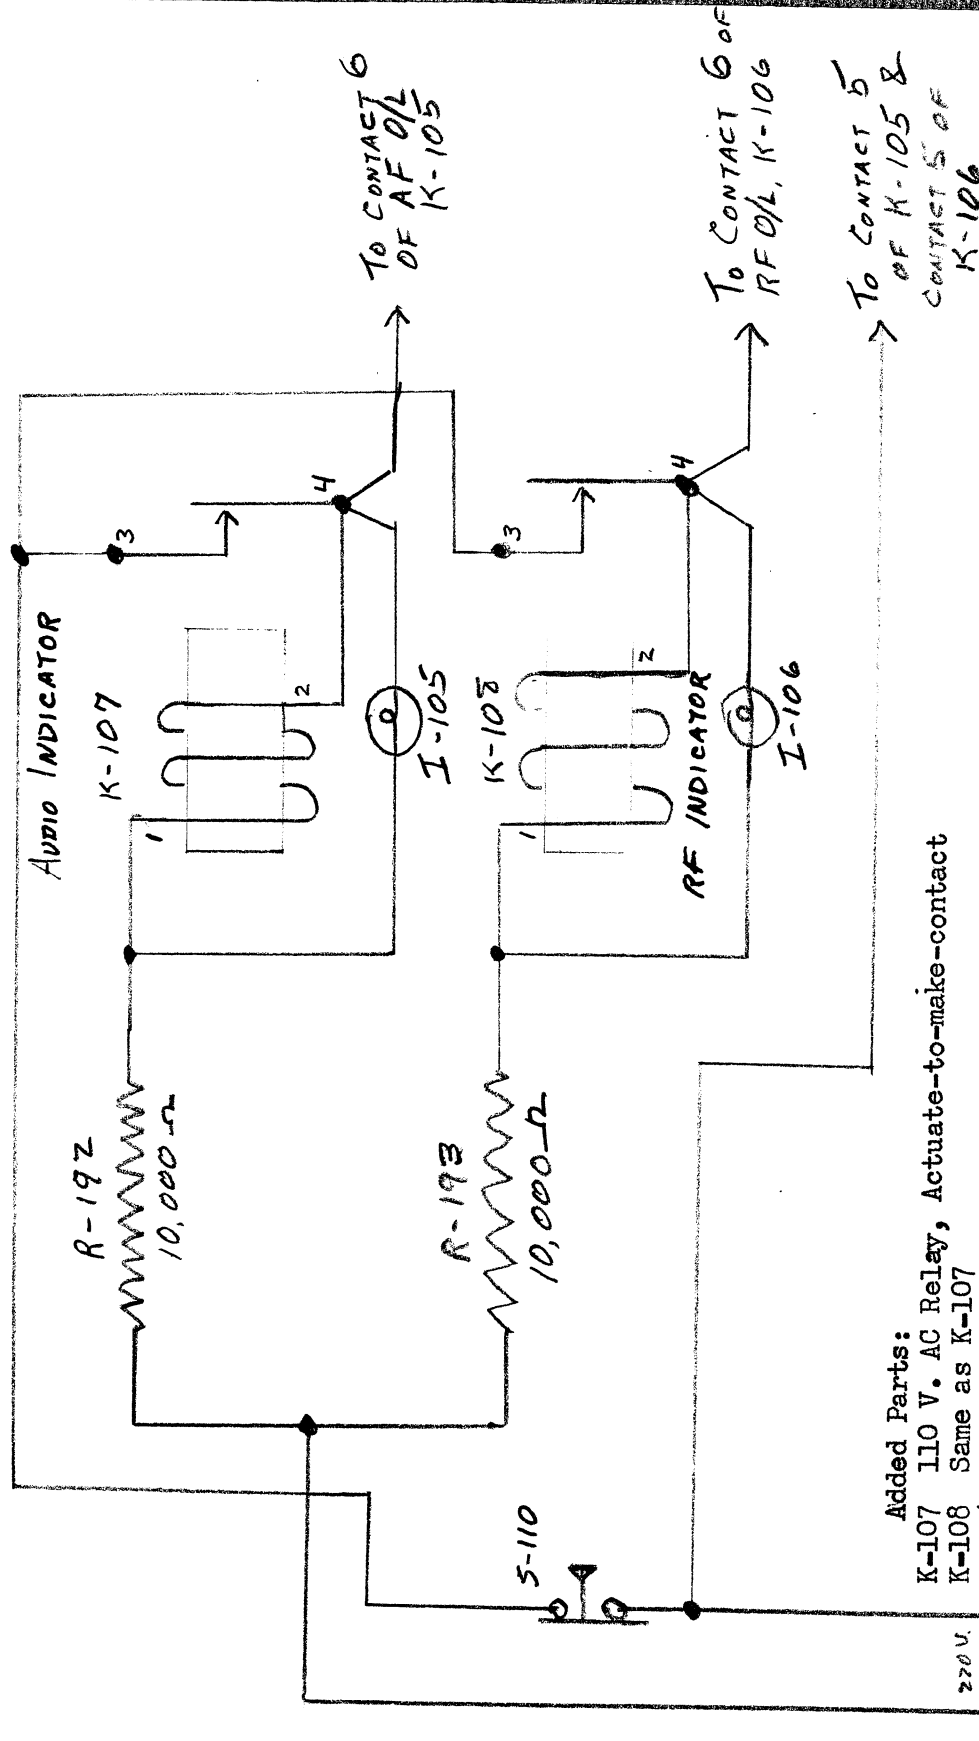 AUDIO INDICATOR
K-107
1
2
3
4
I-105
R-192
10,000 Ω
TO CONTACT 6
OF AF O/L
K-105
K-108
1
2
3
4
RF INDICATOR
I-106
R-193
10,000 Ω
TO CONTACT 6 OF
RF O/L, K-106
TO CONTACT 5
OF K-105 &
CONTACT 5 OF
K-106
S-110
220 V.
Added Parts:
K-107 110 V. AC Relay, Actuate-to-make-contact
K-108 Same as K-107